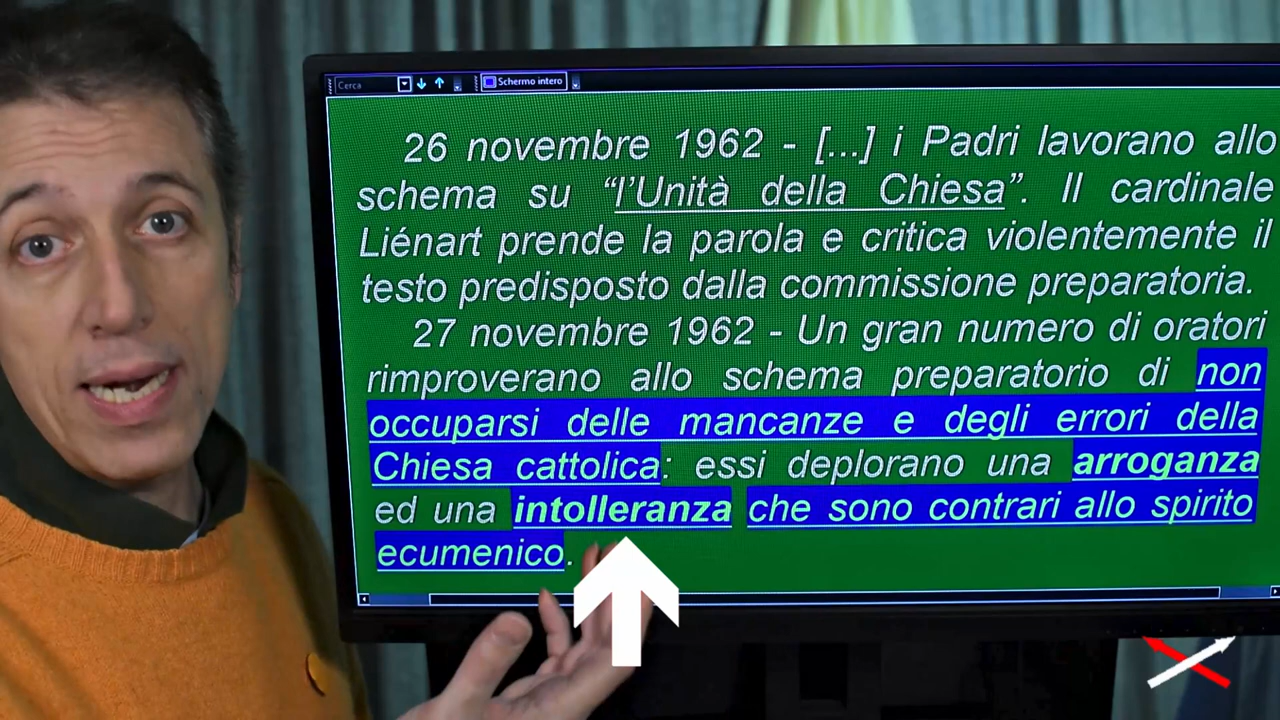 Cerca
Schermo intero
26 novembre 1962 - [...] i Padri lavorano allo
schema su “l’Unità della Chiesa”. Il cardinale
Liénart prende la parola e critica violentemente il
testo predisposto dalla commissione preparatoria.
27 novembre 1962 - Un gran numero di oratori
rimproverano allo schema preparatorio di non
occuparsi delle mancanze e degli errori della
Chiesa cattolica: essi deplorano una arroganza
ed una intolleranza che sono contrari allo spirito
ecumenico.